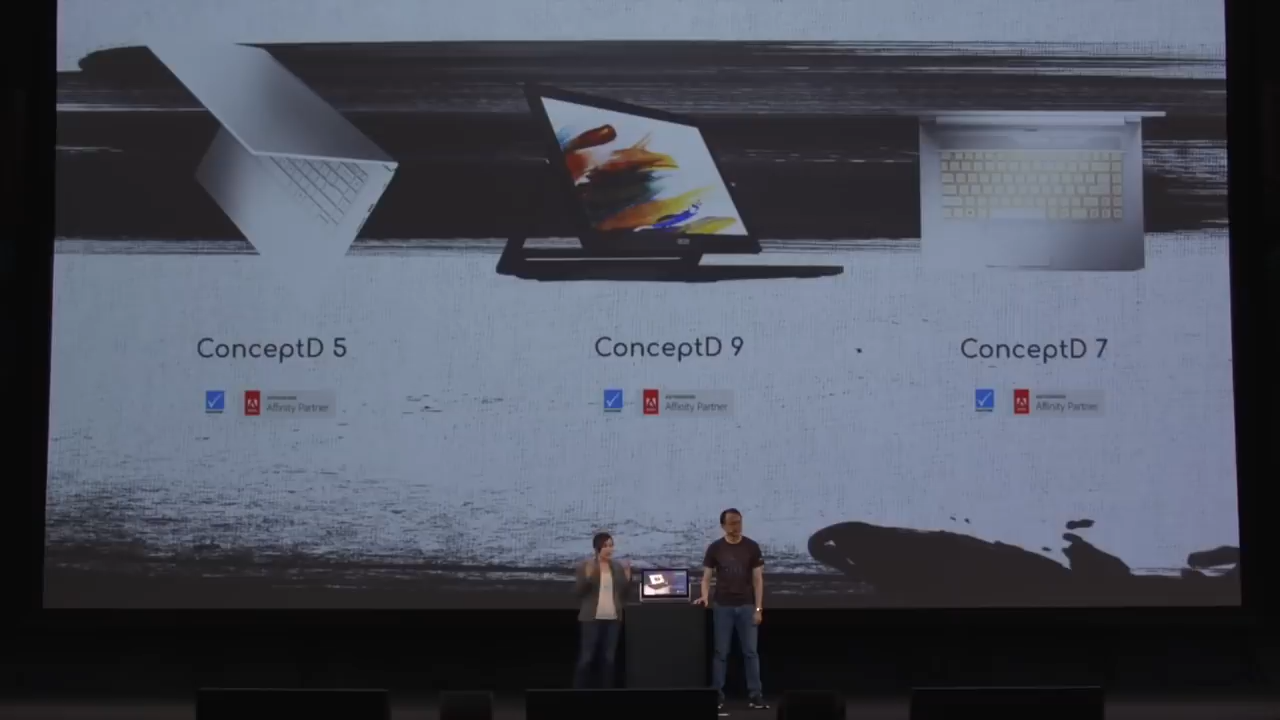 ConceptD 5
ConceptD 9
ConceptD 7
Affinity Partner
Affinity Partner
Affinity Partner